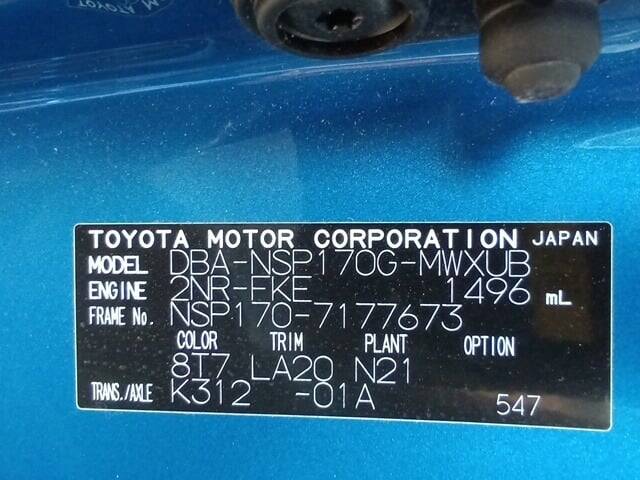 TOYOTA MOTOR CORPORATION JAPAN
MODEL DBA-NSP170G-MWXUB
ENGINE 2NR-FKE 1496 mL
FRAME No. NSP170-7177673
COLOR TRIM PLANT OPTION
8T7 LA20 N21
TRANS./AXLE K312 -01A 547